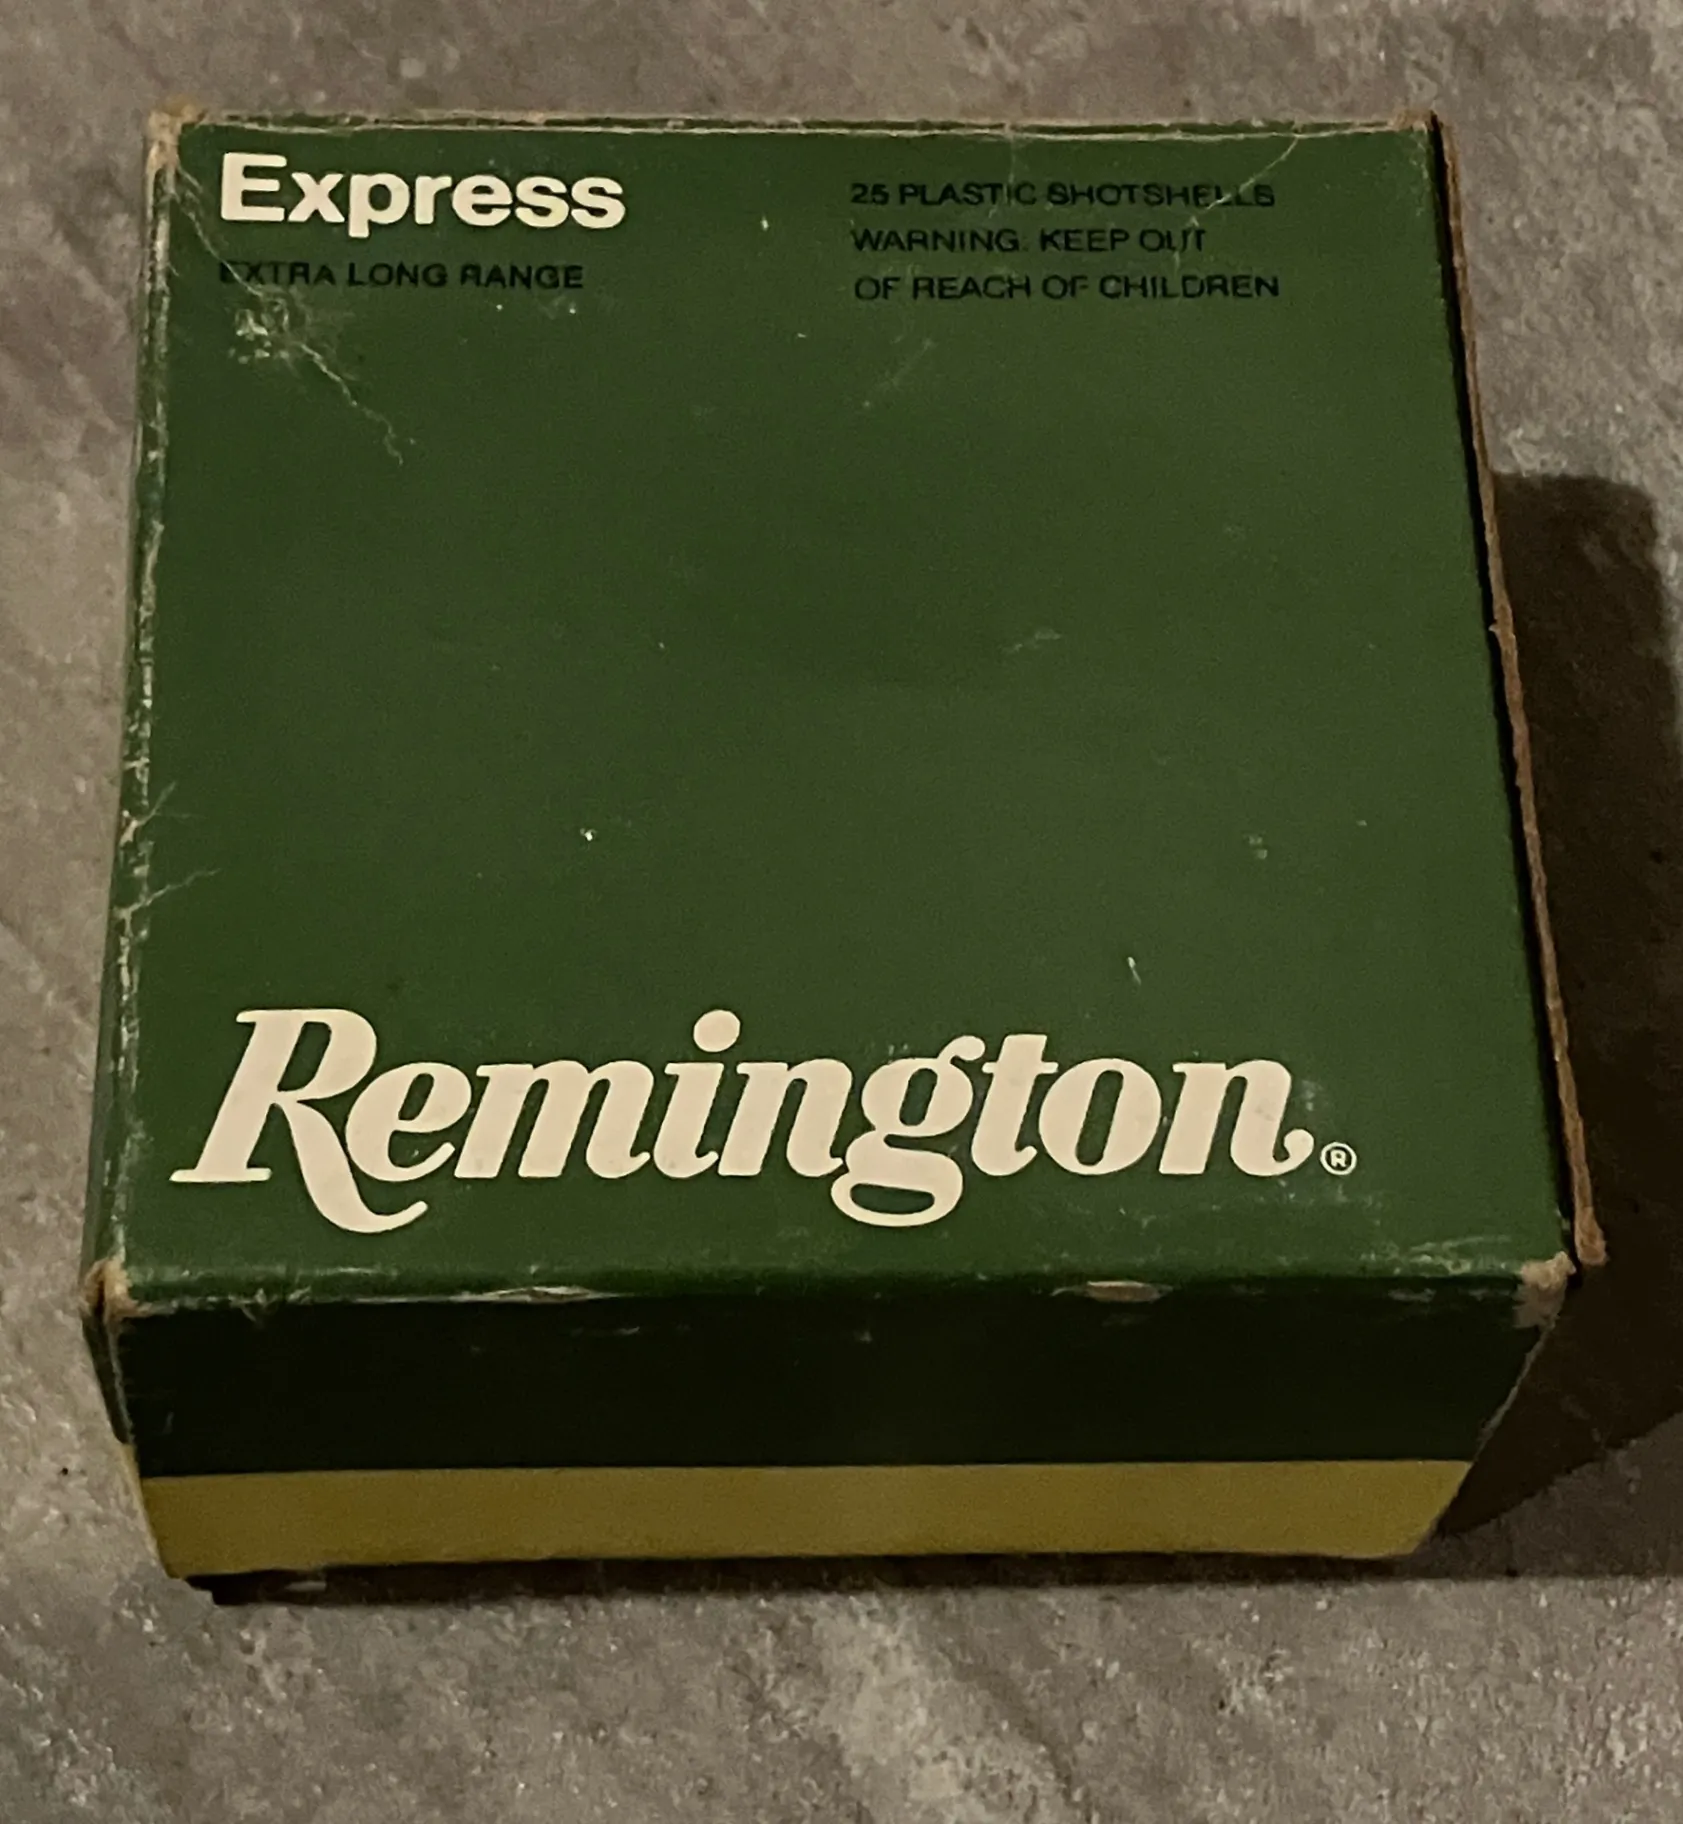 Express
EXTRA LONG RANGE
25 PLASTIC SHOTSHELLS
WARNING: KEEP OUT
OF REACH OF CHILDREN
Remington®